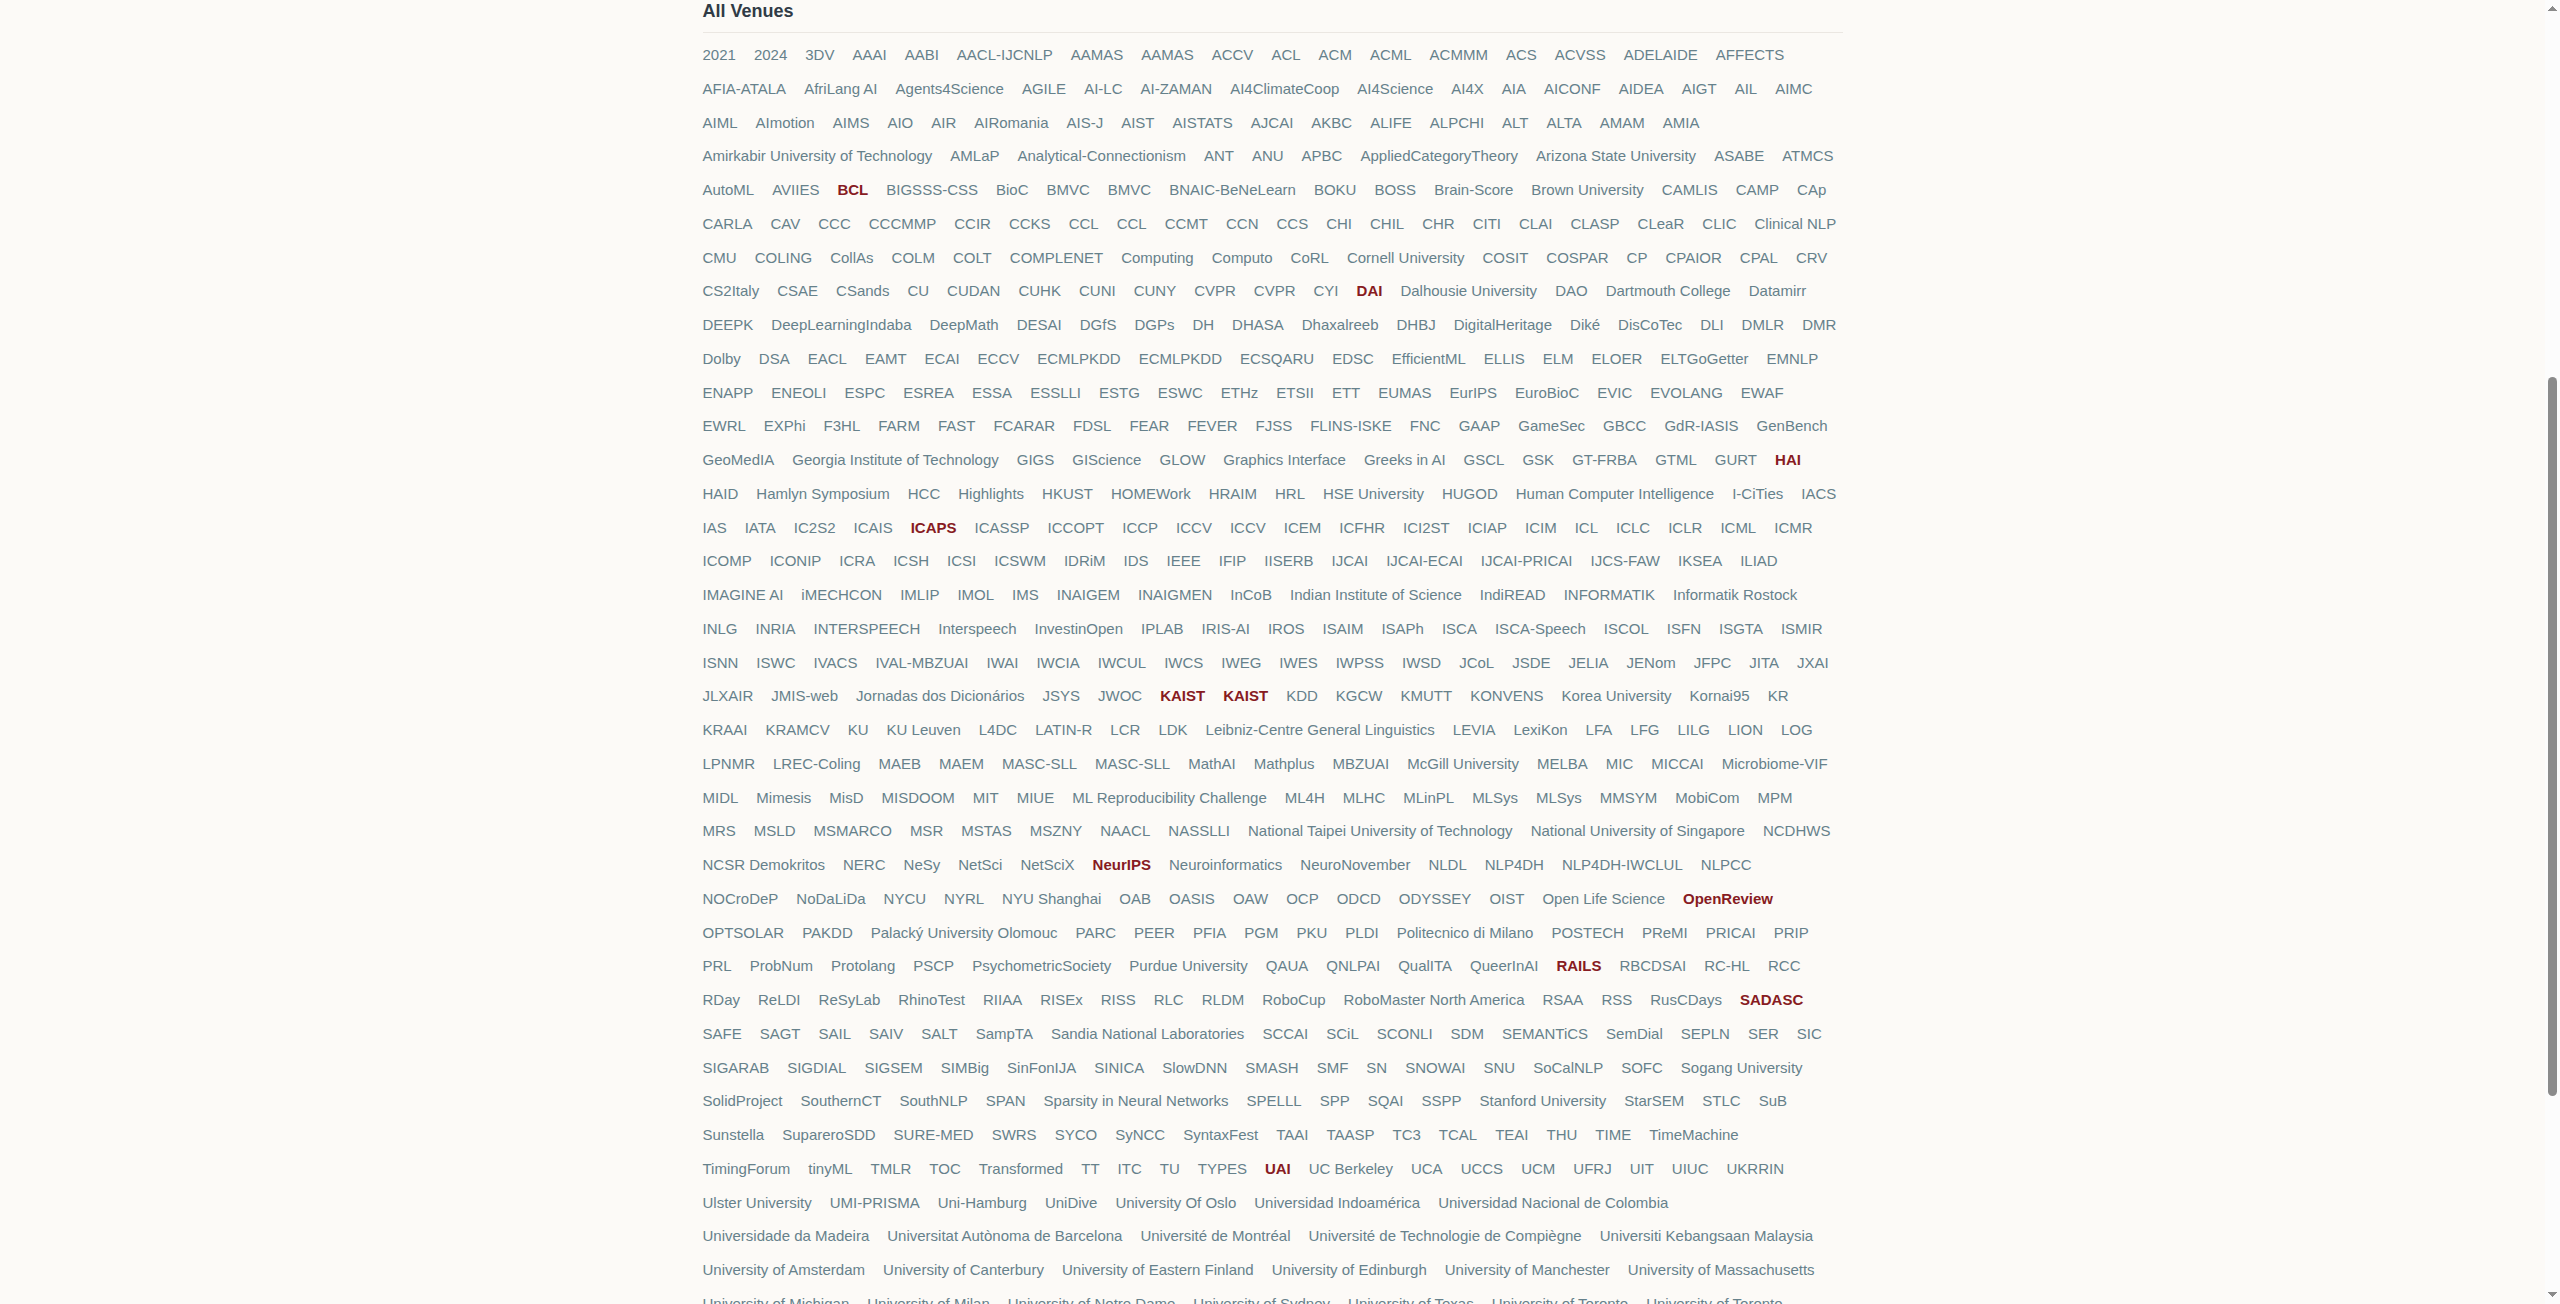 All Venues
2021 2024 3DV AAAI AABI AACL-IJCNLP AAMAS AAMAS ACCV ACL ACM ACML ACMMM ACS ACVSS ADELAIDE AFFECTS
AFIA-ATALA AfriLang AI Agents4Science AGILE AI-LC AI-ZAMAN AI4ClimateCoop AI4Science AI4X AIA AICONF AIDEA AIGT AIL AIMC
AIML AImotion AIMS AIO AIR AIRomania AIS-J AIST AISTATS AJCAI AKBC ALIFE ALPCHI ALT ALTA AMAM AMIA
Amirkabir University of Technology AMLaP Analytical-Connectionism ANT ANU APBC AppliedCategoryTheory Arizona State University ASABE ATMCS
AutoML AVIIES BCL BIGSSS-CSS BioC BMVC BMVC BNAIC-BeNeLearn BOKU BOSS Brain-Score Brown University CAMLIS CAMP CAp
CARLA CAV CCC CCCMMP CCIR CCKS CCL CCL CCMT CCN CCS CHI CHIL CHR CITI CLAI CLASP CLeaR CLIC Clinical NLP
CMU COLING CollAs COLM COLT COMPLENET Computing Computo CoRL Cornell University COSIT COSPAR CP CPAIOR CPAL CRV
CS2Italy CSAE CSands CU CUDAN CUHK CUNI CUNY CVPR CVPR CYI DAI Dalhousie University DAO Dartmouth College Datamirr
DEEPK DeepLearningIndaba DeepMath DESAI DGfS DGPs DH DHASA Dhaxalreeb DHBJ DigitalHeritage Diké DisCoTec DLI DMLR DMR
Dolby DSA EACL EAMT ECAI ECCV ECMLPKDD ECMLPKDD ECSQARU EDSC EfficientML ELLIS ELM ELOER ELTGoGetter EMNLP
ENAPP ENEOLI ESPC ESREA ESSA ESSLLI ESTG ESWC ETHz ETSII ETT EUMAS EurIPS EuroBioC EVIC EVOLANG EWAF
EWRL EXPhi F3HL FARM FAST FCARAR FDSL FEAR FEVER FJSS FLINS-ISKE FNC GAAP GameSec GBCC GdR-IASIS GenBench
GeoMedIA Georgia Institute of Technology GIGS GIScience GLOW Graphics Interface Greeks in AI GSCL GSK GT-FRBA GTML GURT HAI
HAID Hamlyn Symposium HCC Highlights HKUST HOMEWork HRAIM HRL HSE University HUGOD Human Computer Intelligence I-CiTies IACS
IAS IATA IC2S2 ICAIS ICAPS ICASSP ICCOPT ICCP ICCV ICCV ICEM ICFHR ICI2ST ICIAP ICIM ICL ICLC ICLR ICML ICMR
ICOMP ICONIP ICRA ICSH ICSI ICSWM IDRiM IDS IEEE IFIP IISERB IJCAI IJCAI-ECAI IJCAI-PRICAI IJCS-FAW IKSEA ILIAD
IMAGINE AI iMECHCON IMLIP IMOL IMS INAIGEM INAIGMEN InCoB Indian Institute of Science IndiREAD INFORMATIK Informatik Rostock
INLG INRIA INTERSPEECH Interspeech InvestinOpen IPLAB IRIS-AI IROS ISAIM ISAPh ISCA ISCA-Speech ISCOL ISFN ISGTA ISMIR
ISNN ISWC IVACS IVAL-MBZUAI IWAI IWCIA IWCUL IWCS IWEG IWES IWPSS IWSD JCoL JSDE JELIA JENom JFPC JITA JXAI
JLXAIR JMIS-web Jornadas dos Dicionários JSYS JWOC KAIST KAIST KDD KGCW KMUTT KONVENS Korea University Kornai95 KR
KRAAI KRAMCV KU KU Leuven L4DC LATIN-R LCR LDK Leibniz-Centre General Linguistics LEVIA LexiKon LFA LFG LILG LION LOG
LPNMR LREC-Coling MAEB MAEM MASC-SLL MASC-SLL MathAI Mathplus MBZUAI McGill University MELBA MIC MICCAI Microbiome-VIF
MIDL Mimesis MisD MISDOOM MIT MIUE ML Reproducibility Challenge ML4H MLHC MLinPL MLSys MLSys MMSYM MobiCom MPM
MRS MSLD MSMARCO MSR MSTAS MSZNY NAACL NASSLLI National Taipei University of Technology National University of Singapore NCDHWS
NCSR Demokritos NERC NeSy NetSci NetSciX NeurIPS Neuroinformatics NeuroNovember NLDL NLP4DH NLP4DH-IWCLUL NLPCC
NOCroDeP NoDaLiDa NYCU NYRL NYU Shanghai OAB OASIS OAW OCP ODCD ODYSSEY OIST Open Life Science OpenReview
OPTSOLAR PAKDD Palacký University Olomouc PARC PEER PFIA PGM PKU PLDI Politecnico di Milano POSTECH PReMI PRICAI PRIP
PRL ProbNum Protolang PSCP PsychometricSociety Purdue University QAUA QNLPAI QualITA QueerInAI RAILS RBCDSAI RC-HL RCC
RDay ReLDI ReSyLab RhinoTest RIIAA RISEx RISS RLC RLDM RoboCup RoboMaster North America RSAA RSS RusCDays SADASC
SAFE SAGT SAIL SAIV SALT SampTA Sandia National Laboratories SCCAI SCiL SCONLI SDM SEMANTiCS SemDial SEPLN SER SIC
SIGARAB SIGDIAL SIGSEM SIMBig SinFonIJA SINICA SlowDNN SMASH SMF SN SNOWAI SNU SoCalNLP SOFC Sogang University
SolidProject SouthernCT SouthNLP SPAN Sparsity in Neural Networks SPELLL SPP SQAI SSPP Stanford University StarSEM STLC SuB
Sunstella SupareroSDD SURE-MED SWRS SYCO SyNCC SyntaxFest TAAI TAASP TC3 TCAL TEAI THU TIME TimeMachine
TimingForum tinyML TMLR TOC Transformed TT ITC TU TYPES UAI UC Berkeley UCA UCCS UCM UFRJ UIT UIUC UKRRIN
Ulster University UMI-PRISMA Uni-Hamburg UniDive University Of Oslo Universidad Indoamérica Universidad Nacional de Colombia
Universidade da Madeira Universitat Autònoma de Barcelona Université de Montréal Université de Technologie de Compiègne Universiti Kebangsaan Malaysia
University of Amsterdam University of Canterbury University of Eastern Finland University of Edinburgh University of Manchester University of Massachusetts
University of Michigan University of Milan University of Notre Dame University of Sydney University of Texas University of Toronto University of Toronto